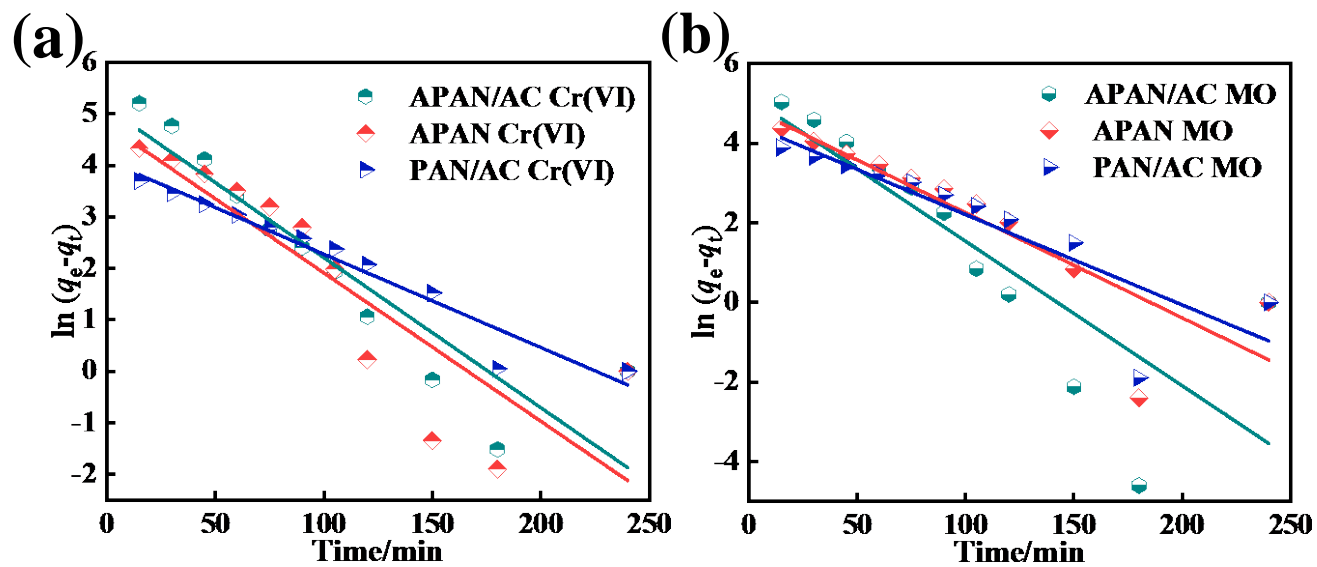 (a)
ln (qe-qt)
6
5
4
3
2
1
0
-1
-2
0 50 100 150 200 250
Time/min
APAN/AC Cr(VI)
APAN Cr(VI)
PAN/AC Cr(VI)
(b)
ln (qe-qt)
6
4
2
0
-2
-4
0 50 100 150 200 250
Time/min
APAN/AC MO
APAN MO
PAN/AC MO